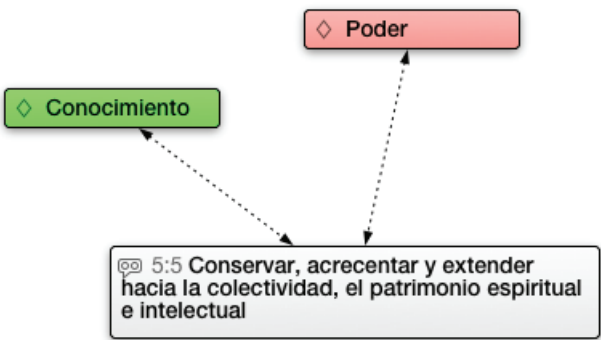 Poder
Conocimiento
5:5 Conservar, acrecentar y extender
hacia la colectividad, el patrimonio espiritual
e intelectual